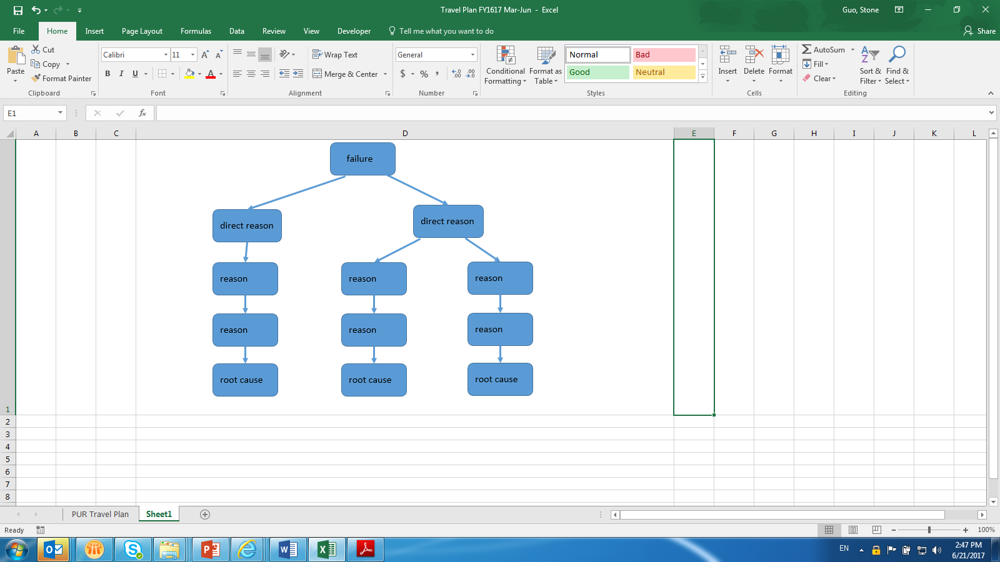 Travel Plan FY1617 Mar-Jun - Excel
Guo, Stone
File Home Insert Page Layout Formulas Data Review View Developer Tell me what you want to do Share
Paste
Cut
Copy
Format Painter
Clipboard
Calibri 11
A A
B I U A
Font
Wrap Text
Merge & Center
Alignment
General
$ % ,
Number
Conditional Formatting
Format as Table
Normal Bad
Good Neutral
Styles
Insert Delete Format
Cells
AutoSum
Fill
Clear
Sort & Filter
Find & Select
Editing
E1
fx
A B C D E F G H I J K L
failure
direct reason direct reason
reason reason reason
reason reason reason
root cause root cause root cause
1
2
3
4
5
6
7
8
PUR Travel Plan Sheet1
Ready
100%
EN
2:47 PM
6/21/2017